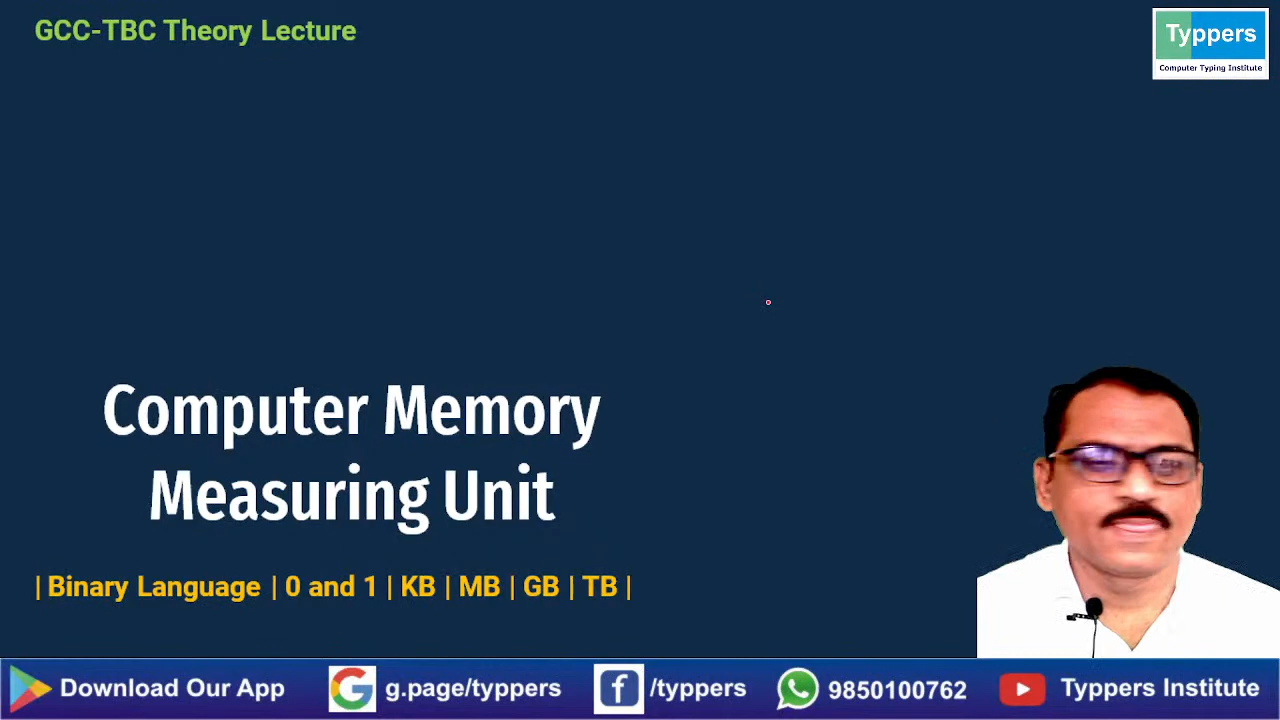 GCC-TBC Theory Lecture
Typpers
Computer Typing Institute
Computer Memory
Measuring Unit
| Binary Language | 0 and 1 | KB | MB | GB | TB |
Download Our App
g.page/typpers
/typpers
9850100762
Typpers Institute